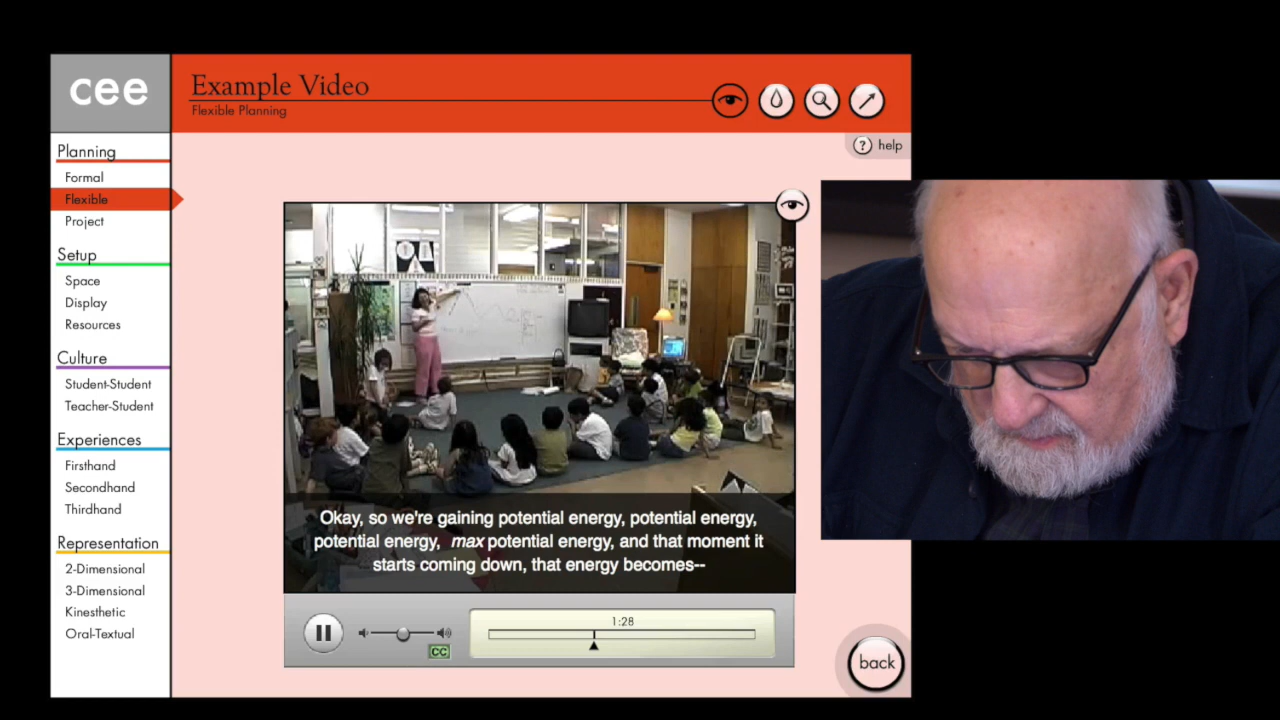 cee
Example Video
Flexible Planning
? help
Planning
Formal
Flexible
Project
Setup
Space
Display
Resources
Culture
Student-Student
Teacher-Student
Experiences
Firsthand
Secondhand
Thirdhand
Representation
2-Dimensional
3-Dimensional
Kinesthetic
Oral-Textual
Okay, so we're gaining potential energy, potential energy,
potential energy, max potential energy, and that moment it
starts coming down, that energy becomes--
1:28
CC
back